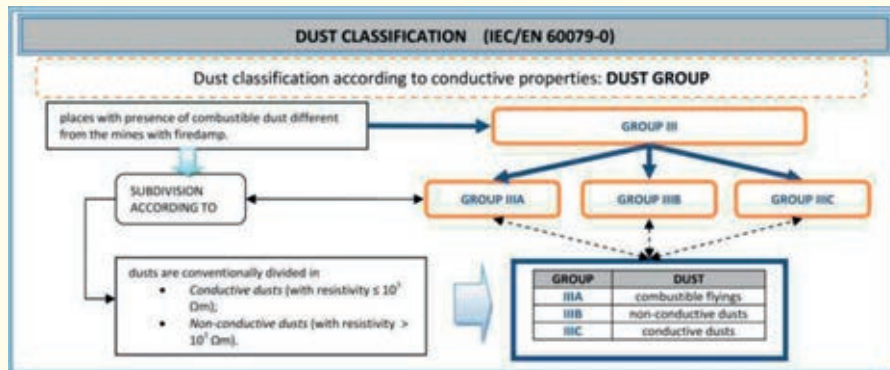 DUST CLASSIFICATION (IEC/EN 60079-0)
Dust classification according to conductive properties: DUST GROUP
places with presence of combustible dust different
from the mines with firedamp.
GROUP III
SUBDIVISION
ACCORDING TO
GROUP IIIA
GROUP IIIB
GROUP IIIC
dusts are conventionally divided in
• Conductive dusts (with resistivity ≤ 10³
Ωm);
• Non-conductive dusts (with resistivity >
10³ Ωm).
GROUP DUST
IIIA combustible flyings
IIIB non-conductive dusts
IIIC conductive dusts